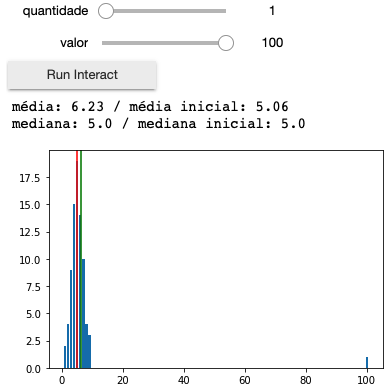 quantidade 1
valor 100
Run Interact
média: 6.23 / média inicial: 5.06
mediana: 5.0 / mediana inicial: 5.0
17.5
15.0
12.5
10.0
7.5
5.0
2.5
0.0
0 20 40 60 80 100